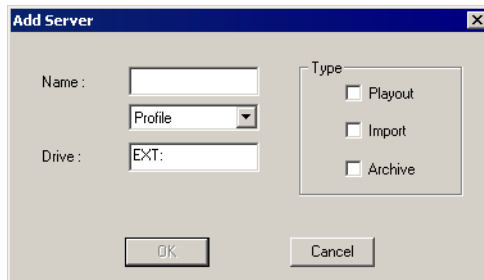 Add Server
Name :
Profile
Drive :
EXT:
Type
Playout
Import
Archive
OK
Cancel